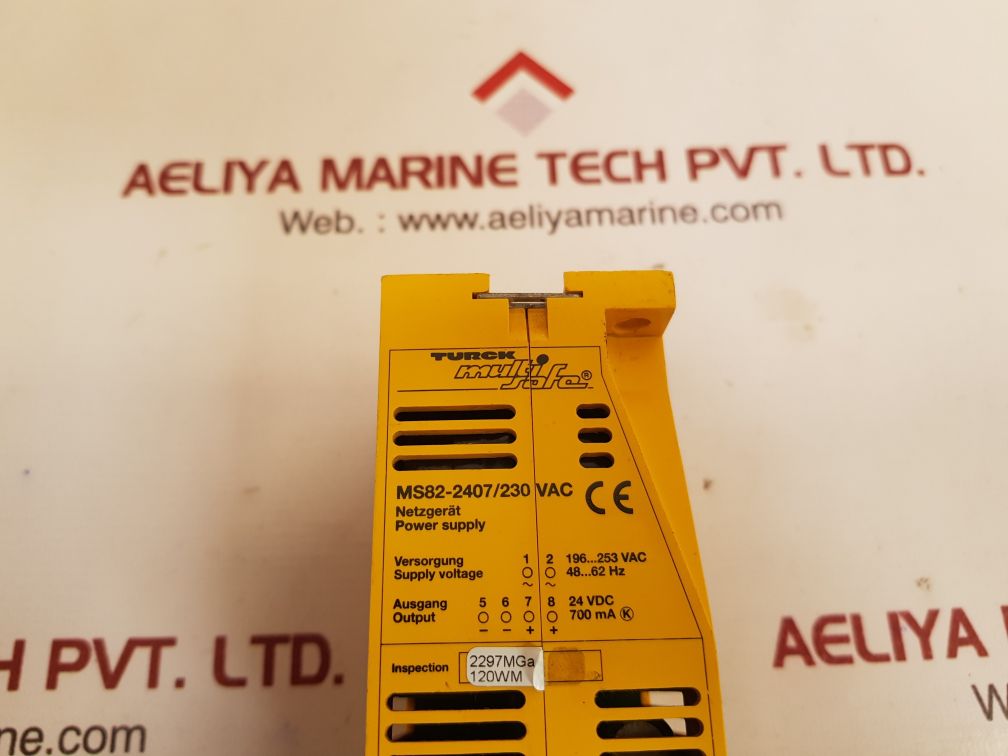 AELIYA MARINE TECH PVT. LTD.
Web. : www.aeliyamarine.com
TURCK
multi
safe®
MS82-2407/230 VAC CE
Netzgerät
Power supply
Versorgung 1 2 196...253 VAC
Supply voltage 48...62 Hz
~ ~
Ausgang 5 6 7 8 24 VDC
Output 700 mA Ⓚ
– – + +
Inspection 2297MGa
120WM
H PVT. LTD.
ne.com
AELIYA
W